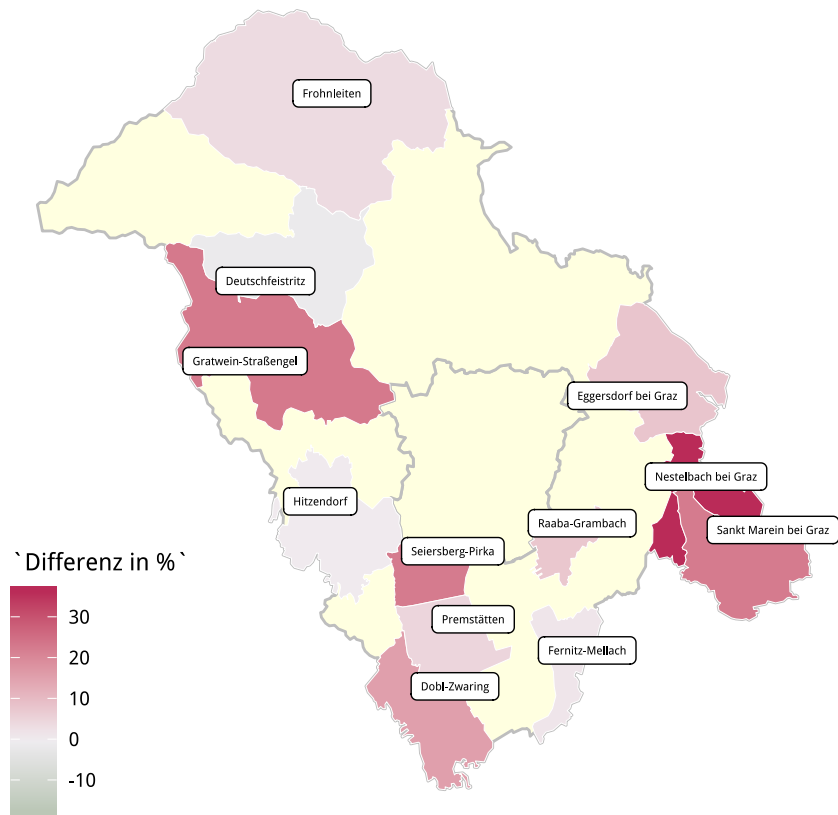 Frohnleiten
Deutschfeistritz
Gratwein-Straßengel
Eggersdorf bei Graz
Nestelbach bei Graz
Hitzendorf
Raaba-Grambach
Sankt Marein bei Graz
Seiersberg-Pirka
Premstätten
Fernitz-Mellach
Dobl-Zwaring
`Differenz in %`
30
20
10
0
-10